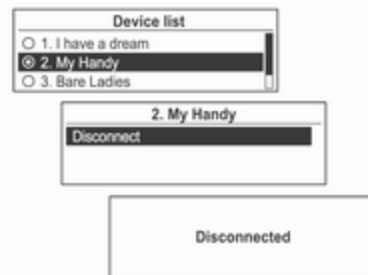 Device list
1. I have a dream
2. My Handy
3. Bare Ladies
2. My Handy
Disconnect
Disconnected